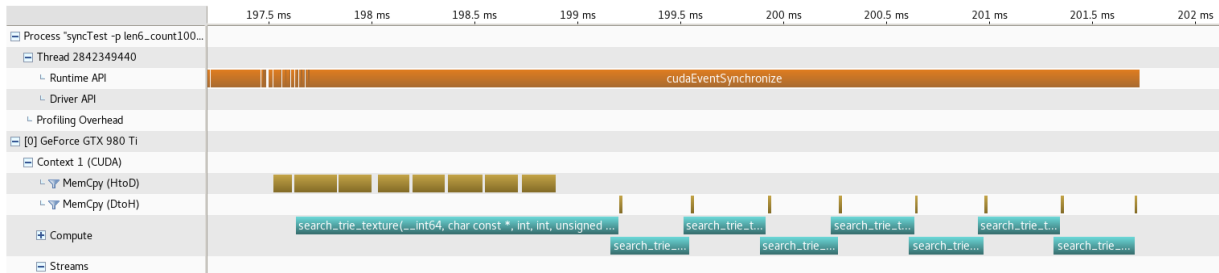 197.5 ms 198 ms 198.5 ms 199 ms 199.5 ms 200 ms 200.5 ms 201 ms 201.5 ms 202 ms
Process "syncTest -p len6_count100...
Thread 2842349440
Runtime API cudaEventSynchronize
Driver API
Profiling Overhead
[0] GeForce GTX 980 Ti
Context 1 (CUDA)
MemCpy (HtoD)
MemCpy (DtoH)
search_trie_texture(__int64, char const *, int, int, unsigned ... search_trie_t... search_trie_t... search_trie_t...
Compute
search_trie_... search_trie_... search_trie_... search_trie_...
Streams